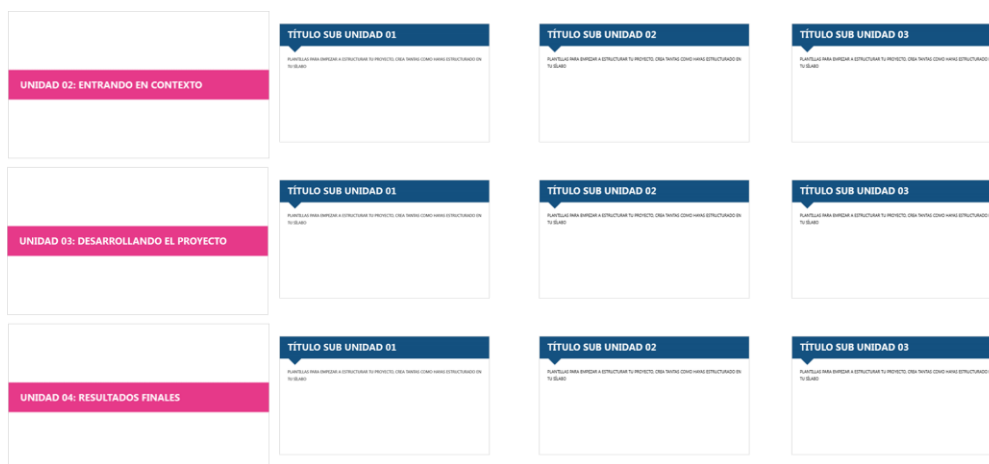 TÍTULO SUB UNIDAD 01
PLANTILLAS PARA EMPEZAR A ESTRUCTURAR TU PROYECTO, CREA TANTAS COMO HAYAS ESTRUCTURADO EN
TU SÍLABO
TÍTULO SUB UNIDAD 02
PLANTILLAS PARA EMPEZAR A ESTRUCTURAR TU PROYECTO, CREA TANTAS COMO HAYAS ESTRUCTURADO EN
TU SÍLABO
TÍTULO SUB UNIDAD 03
PLANTILLAS PARA EMPEZAR A ESTRUCTURAR TU PROYECTO, CREA TANTAS COMO HAYAS ESTRUCTURADO EN
TU SÍLABO
UNIDAD 02: ENTRANDO EN CONTEXTO
TÍTULO SUB UNIDAD 01
PLANTILLAS PARA EMPEZAR A ESTRUCTURAR TU PROYECTO, CREA TANTAS COMO HAYAS ESTRUCTURADO EN
TU SÍLABO
TÍTULO SUB UNIDAD 02
PLANTILLAS PARA EMPEZAR A ESTRUCTURAR TU PROYECTO, CREA TANTAS COMO HAYAS ESTRUCTURADO EN
TU SÍLABO
TÍTULO SUB UNIDAD 03
PLANTILLAS PARA EMPEZAR A ESTRUCTURAR TU PROYECTO, CREA TANTAS COMO HAYAS ESTRUCTURADO EN
TU SÍLABO
UNIDAD 03: DESARROLLANDO EL PROYECTO
TÍTULO SUB UNIDAD 01
PLANTILLAS PARA EMPEZAR A ESTRUCTURAR TU PROYECTO, CREA TANTAS COMO HAYAS ESTRUCTURADO EN
TU SÍLABO
TÍTULO SUB UNIDAD 02
PLANTILLAS PARA EMPEZAR A ESTRUCTURAR TU PROYECTO, CREA TANTAS COMO HAYAS ESTRUCTURADO EN
TU SÍLABO
TÍTULO SUB UNIDAD 03
PLANTILLAS PARA EMPEZAR A ESTRUCTURAR TU PROYECTO, CREA TANTAS COMO HAYAS ESTRUCTURADO EN
TU SÍLABO
UNIDAD 04: RESULTADOS FINALES